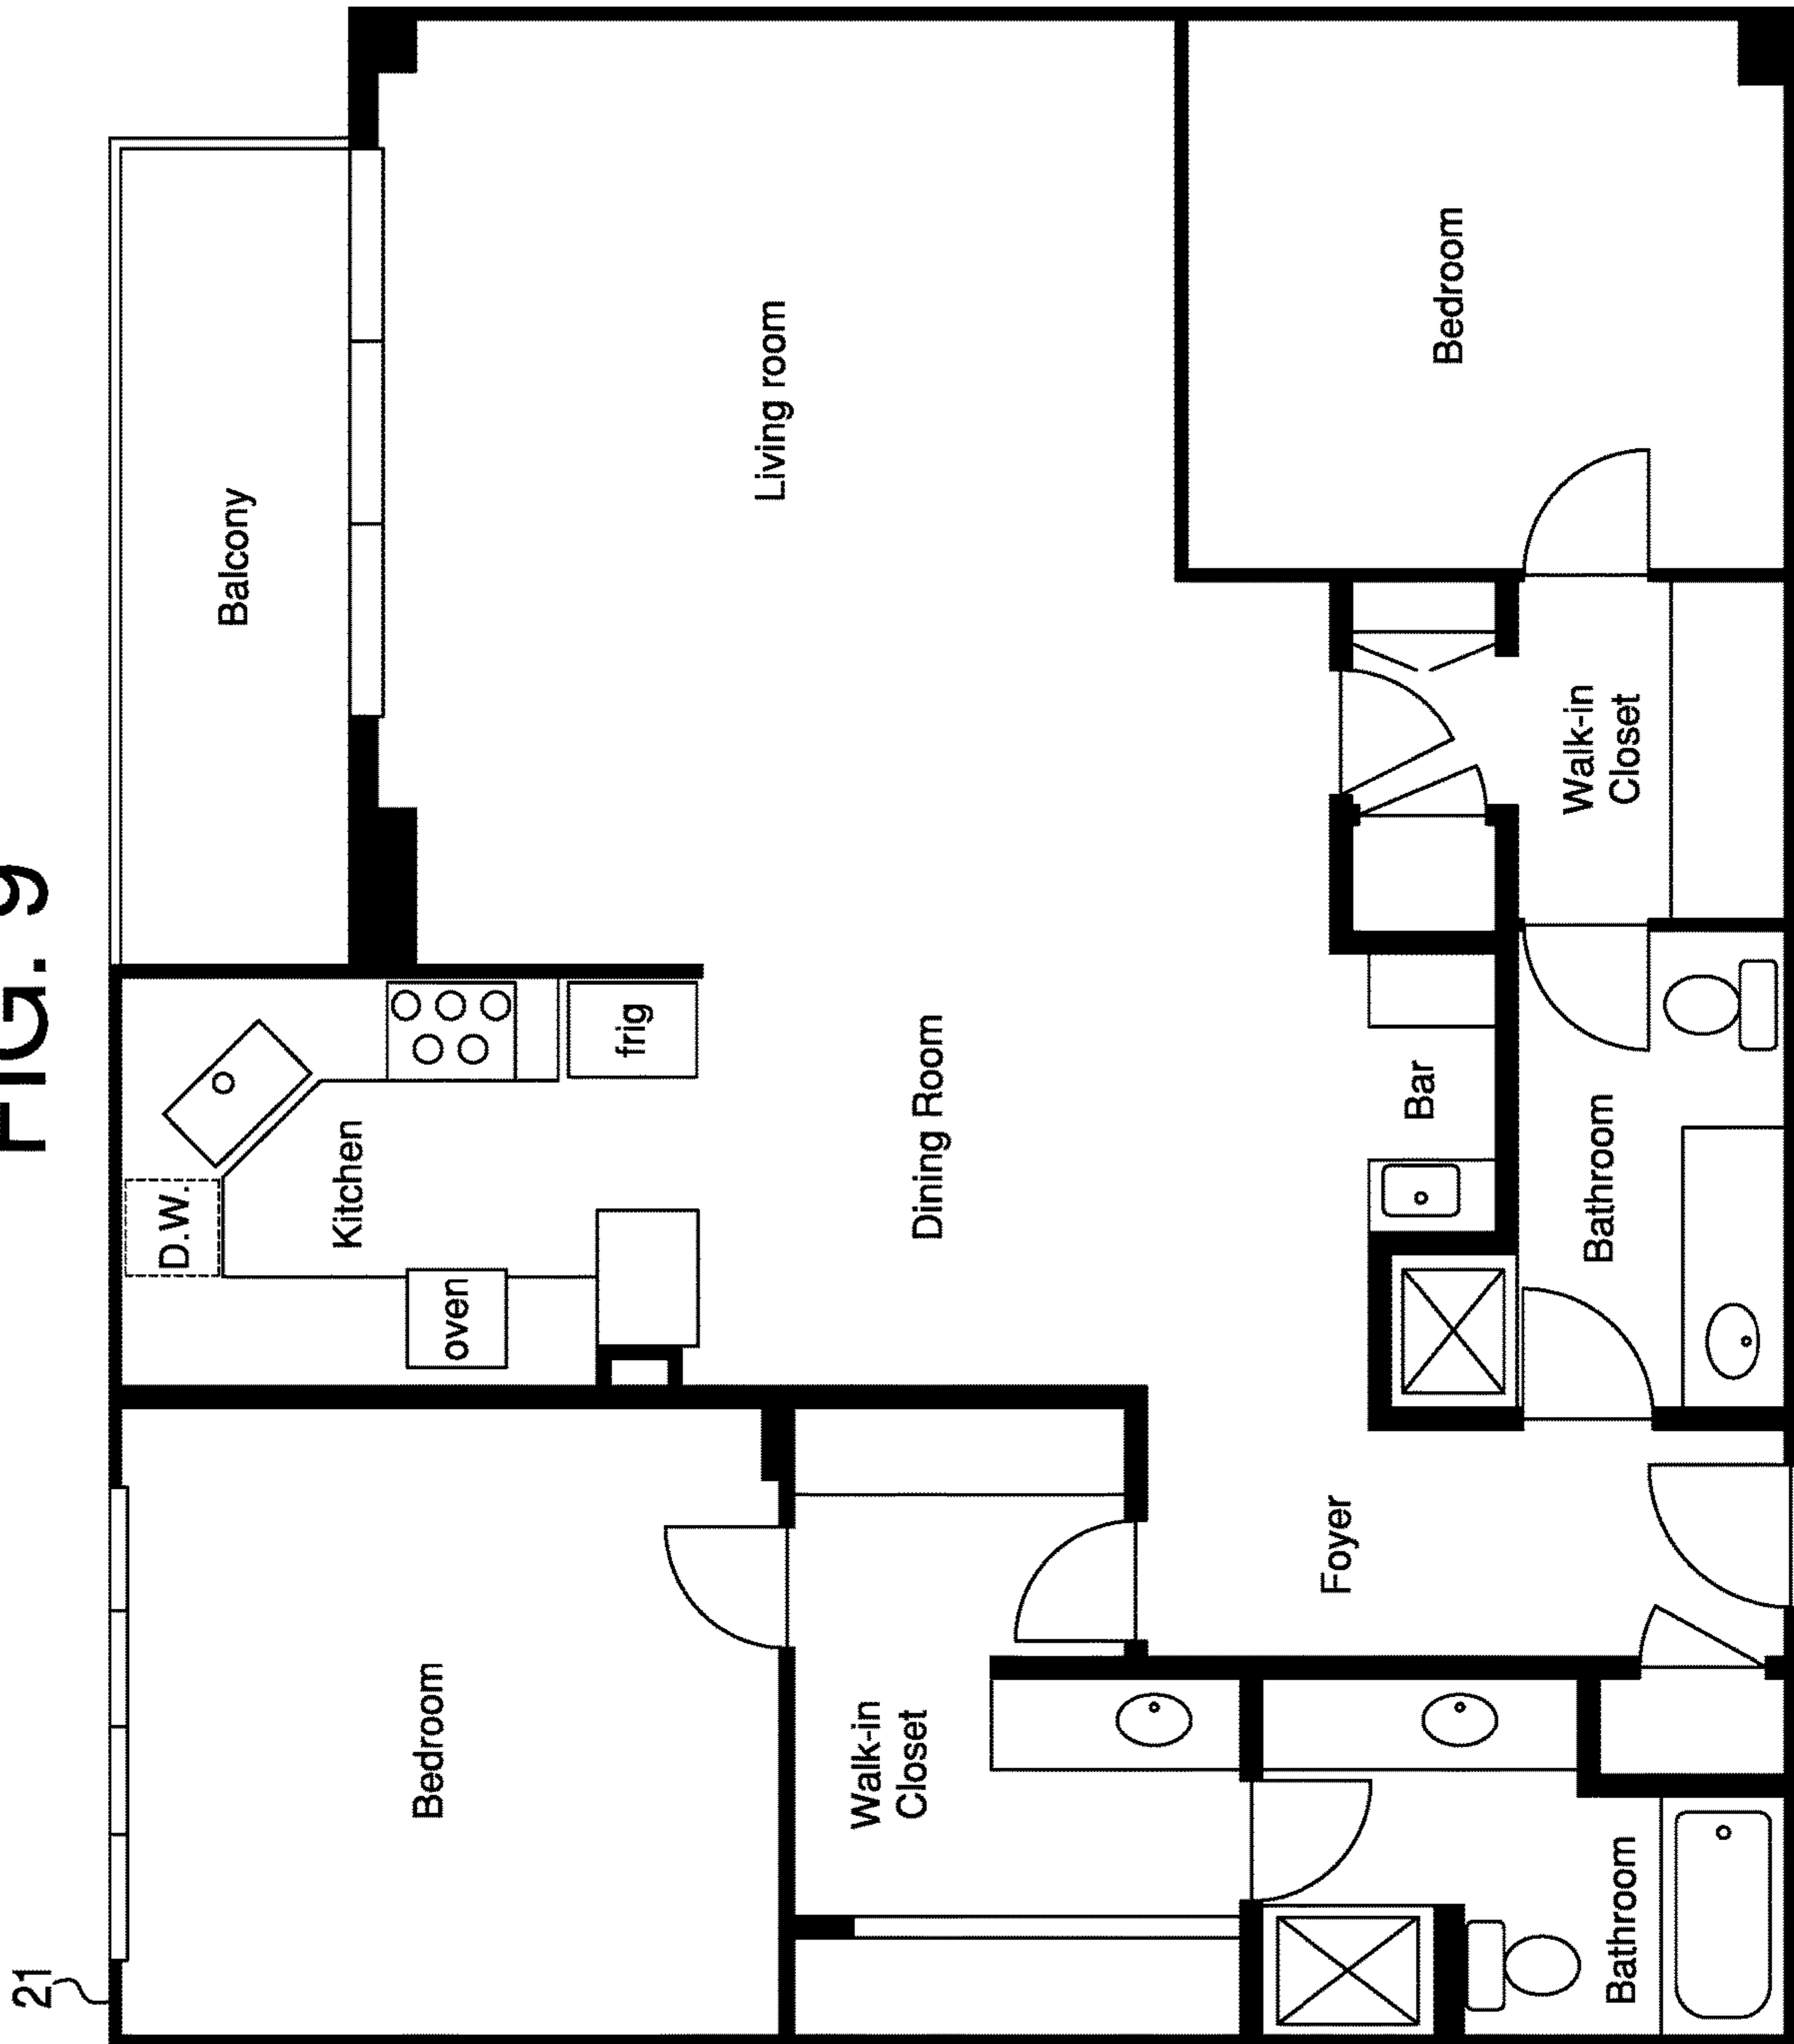 FIG. 9
21
Balcony
Living room
Bedroom
D.W.
Kitchen
oven
frig
Dining Room
Bar
Walk-in
Closet
Bathroom
Bedroom
Walk-in
Closet
Foyer
Bathroom